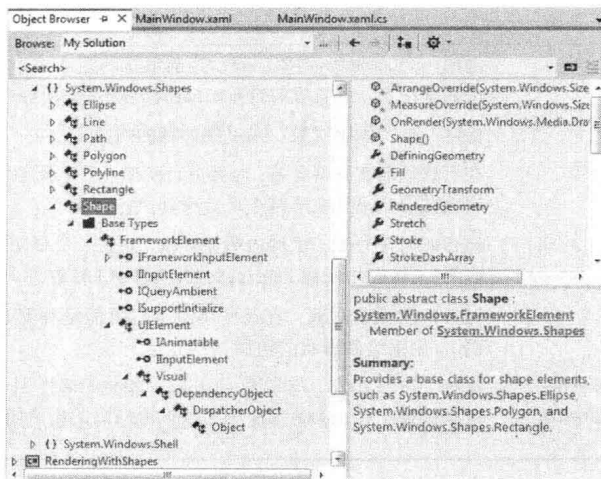 Object Browser
MainWindow.xaml
MainWindow.xaml.cs
Browse: My Solution
...
<Search>
{ } System.Windows.Shapes
Ellipse
Line
Path
Polygon
Polyline
Rectangle
Shape
Base Types
FrameworkElement
IFrameworkInputElement
IInputElement
IQueryAmbient
ISupportInitialize
UIElement
IAnimatable
IInputElement
Visual
DependencyObject
DispatcherObject
Object
{ } System.Windows.Shell
C# RenderingWithShapes
ArrangeOverride(System.Windows.Size
MeasureOverride(System.Windows.Size
OnRender(System.Windows.Media.Dra
Shape()
DefiningGeometry
Fill
GeometryTransform
RenderedGeometry
Stretch
Stroke
StrokeDashArray
public abstract class Shape :
System.Windows.FrameworkElement
Member of System.Windows.Shapes
Summary:
Provides a base class for shape elements,
such as System.Windows.Shapes.Ellipse,
System.Windows.Shapes.Polygon, and
System.Windows.Shapes.Rectangle.